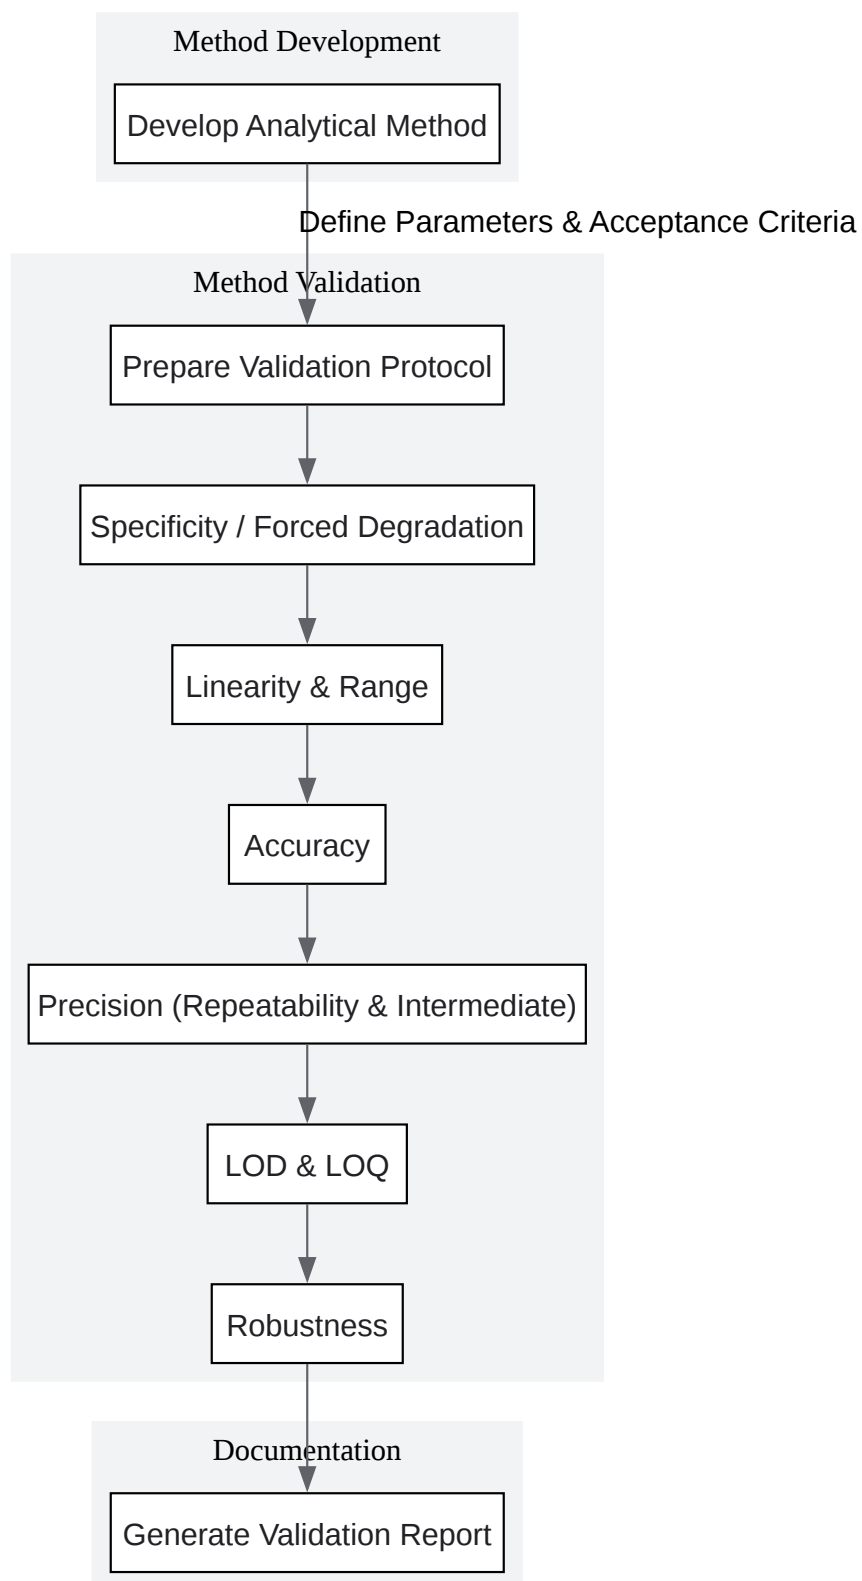 Method Development
Develop Analytical Method
Define Parameters & Acceptance Criteria
Method Validation
Prepare Validation Protocol
Specificity / Forced Degradation
Linearity & Range
Accuracy
Precision (Repeatability & Intermediate)
LOD & LOQ
Robustness
Documentation
Generate Validation Report